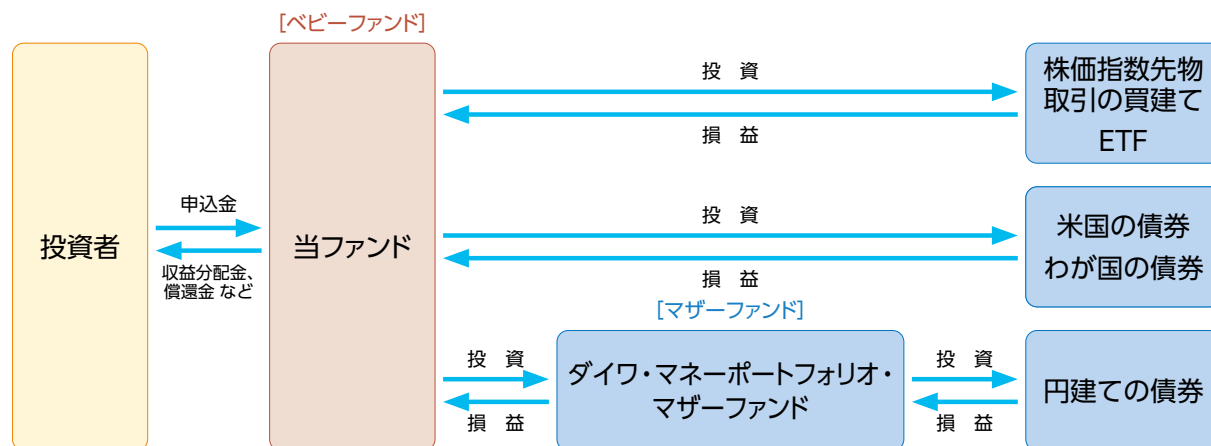 [ベビーファンド]
投資者
申込金
収益分配金、
償還金 など
当ファンド
投 資
損 益
株価指数先物
取引の買建て
ETF
投 資
損 益
米国の債券
わが国の債券
[マザーファンド]
投 資
損 益
ダイワ・マネーポートフォリオ・
マザーファンド
投 資
損 益
円建ての債券